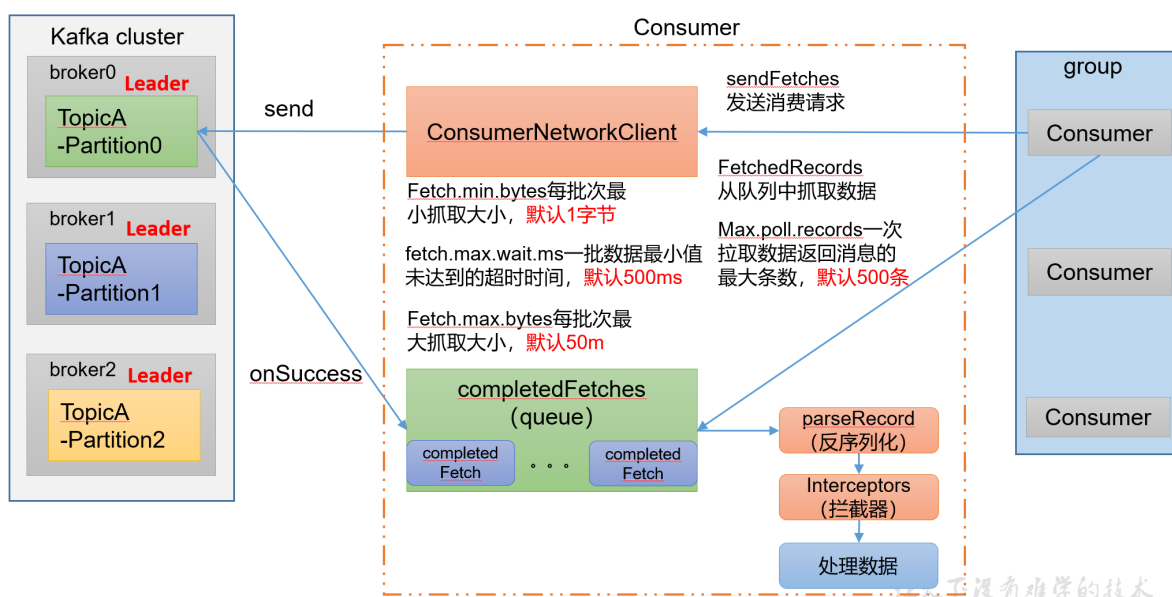 Kafka cluster
broker0
Leader
TopicA
-Partition0
broker1
Leader
TopicA
-Partition1
broker2
Leader
TopicA
-Partition2
send
onSuccess
Consumer
ConsumerNetworkClient
sendFetches
发送消费请求
Fetch.min.bytes每批次最
小抓取大小，默认1字节
fetch.max.wait.ms一批数据最小值
未达到的超时时间，默认500ms
Fetch.max.bytes每批次最
大抓取大小，默认50m
FetchedRecords
从队列中抓取数据
Max.poll.records一次
拉取数据返回消息的
最大条数，默认500条
completedFetches
（queue）
completed
Fetch
。。。
completed
Fetch
parseRecord
（反序列化）
Interceptors
（拦截器）
处理数据
group
Consumer
Consumer
Consumer
下没有难学的技术